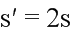 s′ = 2s